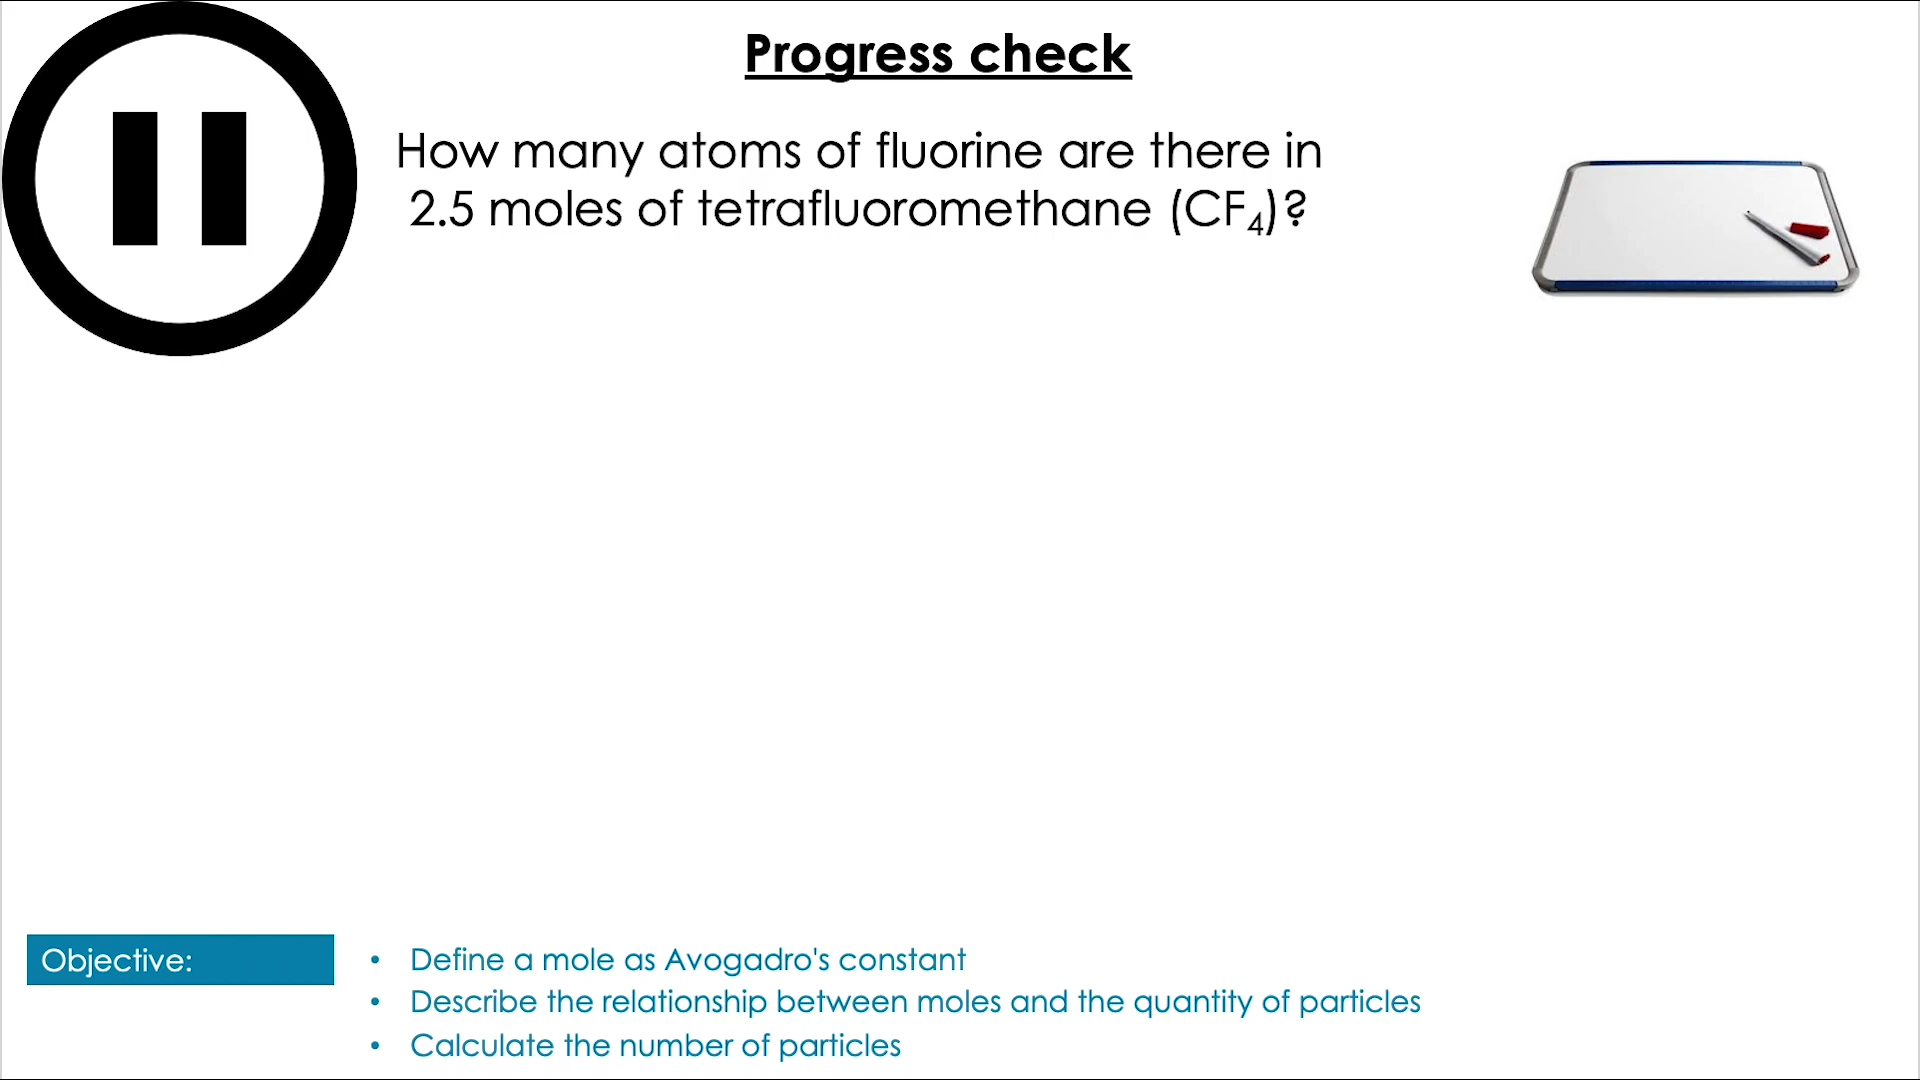 Progress check
How many atoms of fluorine are there in
2.5 moles of tetrafluoromethane (CF₄)?
Objective:
• Define a mole as Avogadro's constant
• Describe the relationship between moles and the quantity of particles
• Calculate the number of particles